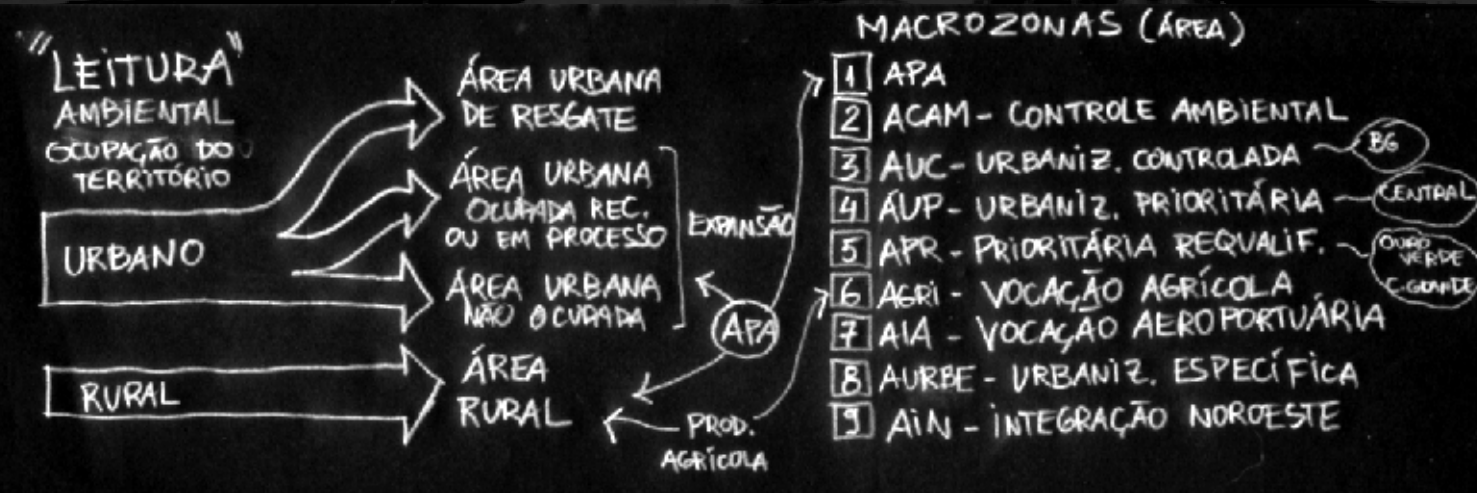 "LEITURA"
AMBIENTAL
OCUPAÇÃO DO
TERRITÓRIO
URBANO
RURAL
ÁREA URBANA
DE RESGATE
ÁREA URBANA
OCUPADA REC.
OU EM PROCESSO
ÁREA URBANA
NÃO OCUPADA
EXPANSÃO
APA
ÁREA
RURAL
PROD.
AGRÍCOLA
MACROZONAS (ÁREA)
1 APA
2 ACAM - CONTROLE AMBIENTAL
3 AUC - URBANIZ. CONTROLADA
BG
4 ÁUP - URBANIZ. PRIORITÁRIA
CENTRAL
5 APR - PRIORITÁRIA REQUALIF.
OURO
VERDE
C.GRANDE
6 AGRI - VOCAÇÃO AGRÍCOLA
7 AIA - VOCAÇÃO AEROPORTUÁRIA
8 AURBE - URBANIZ. ESPECÍFICA
9 AIN - INTEGRAÇÃO NOROESTE